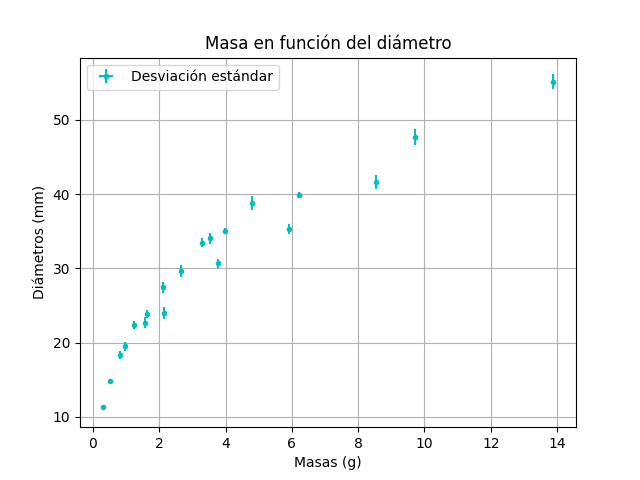 Masa en función del diámetro
Desviación estándar
Diámetros (mm)
50
40
30
20
10
0 2 4 6 8 10 12 14
Masas (g)